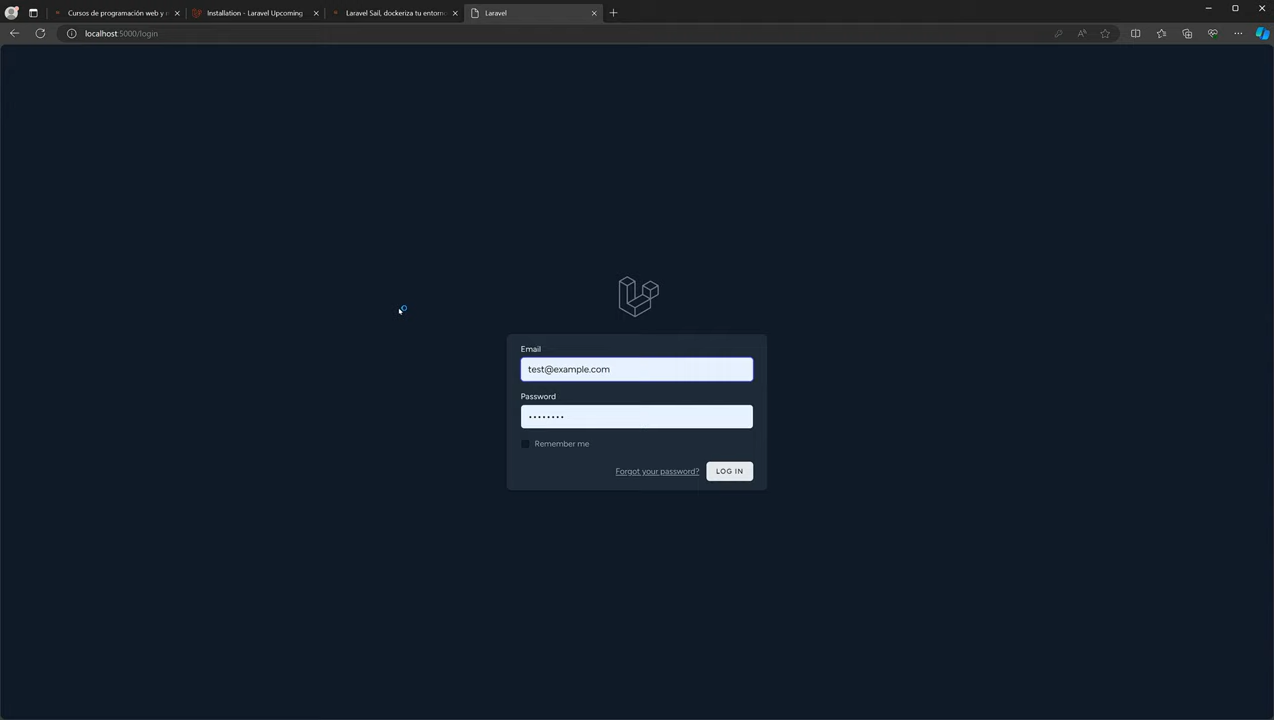 Cursos de programación web y
Installation - Laravel Upcoming
Laravel Sail, dockeriza tu entorn
Laravel
localhost:5000/login
Email
test@example.com
Password
••••••••
Remember me
Forgot your password?
LOG IN